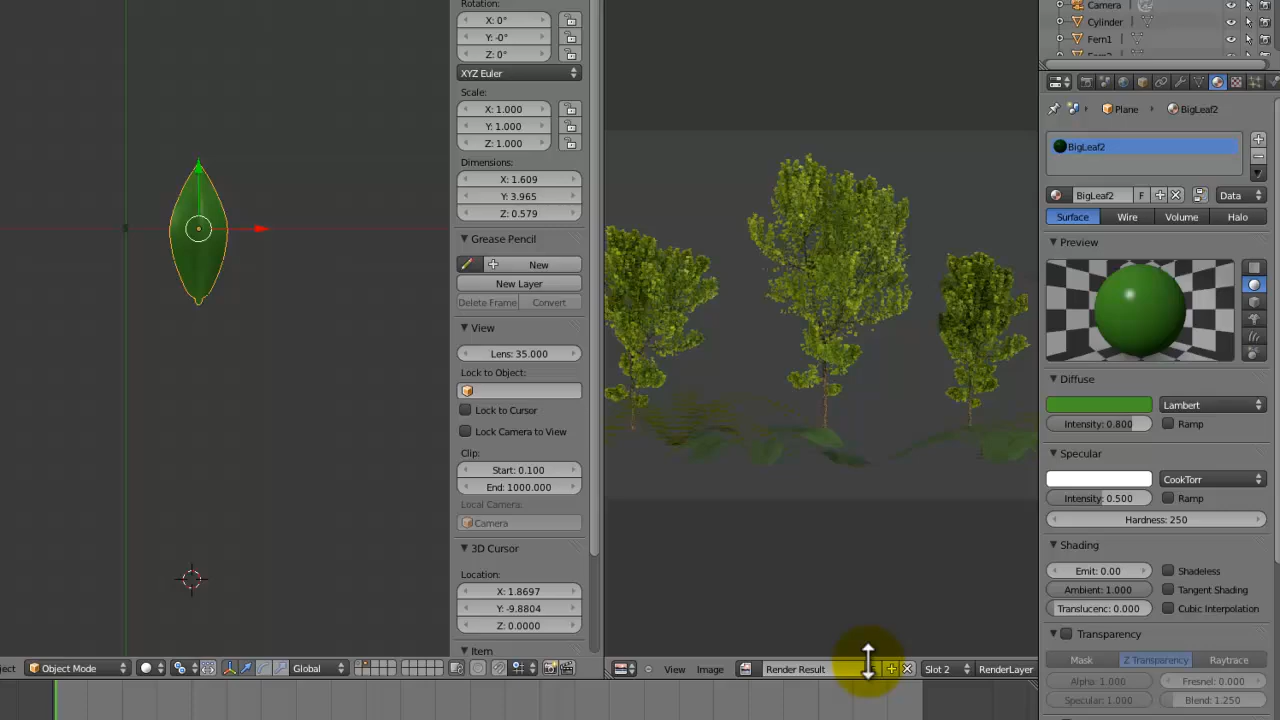 Rotation:
X: 0°
Y: -0°
Z: 0°
XYZ Euler
Scale:
X: 1.000
Y: 1.000
Z: 1.000
Dimensions:
X: 1.609
Y: 3.965
Z: 0.579
Grease Pencil
New
New Layer
Delete Frame Convert
View
Lens: 35.000
Lock to Object:
Lock to Cursor
Lock Camera to View
Clip:
Start: 0.100
End: 1000.000
Local Camera:
Camera
3D Cursor
Location:
X: 1.8697
Y: -9.8804
Z: 0.0000
Item
Object Mode Global
View Image Render Result Slot 2 RenderLayer
Camera
Cylinder
Fern1
Plane BigLeaf2
BigLeaf2
BigLeaf2 F Data
Surface Wire Volume Halo
Preview
Diffuse
Lambert
Intensity: 0.800 Ramp
Specular
CookTorr
Intensity: 0.500 Ramp
Hardness: 250
Shading
Emit: 0.00 Shadeless
Ambient: 1.000 Tangent Shading
Translucenc: 0.000 Cubic Interpolation
Transparency
Mask Z Transparency Raytrace
Alpha: 1.000 Fresnel: 0.000
Specular: 1.000 Blend: 1.250